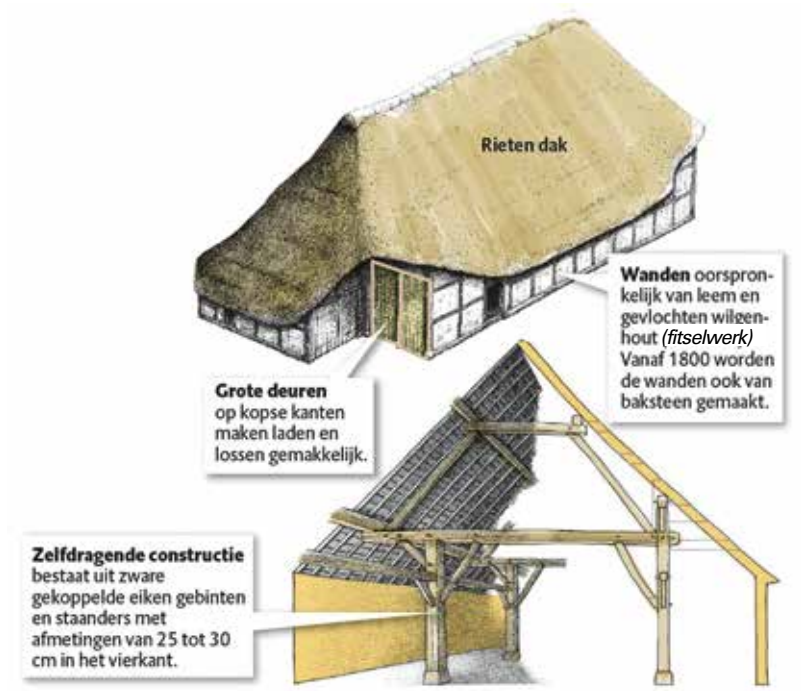 Rieten dak
Wanden oorspron-
kelijk van leem en
gevlochten wilgen-
hout (fitselwerk)
Vanaf 1800 worden
de wanden ook van
baksteen gemaakt.
Grote deuren
op kopse kanten
maken laden en
lossen gemakkelijk.
Zelfdragende constructie
bestaat uit zware
gekoppelde eiken gebinten
en staanders met
afmetingen van 25 tot 30
cm in het vierkant.